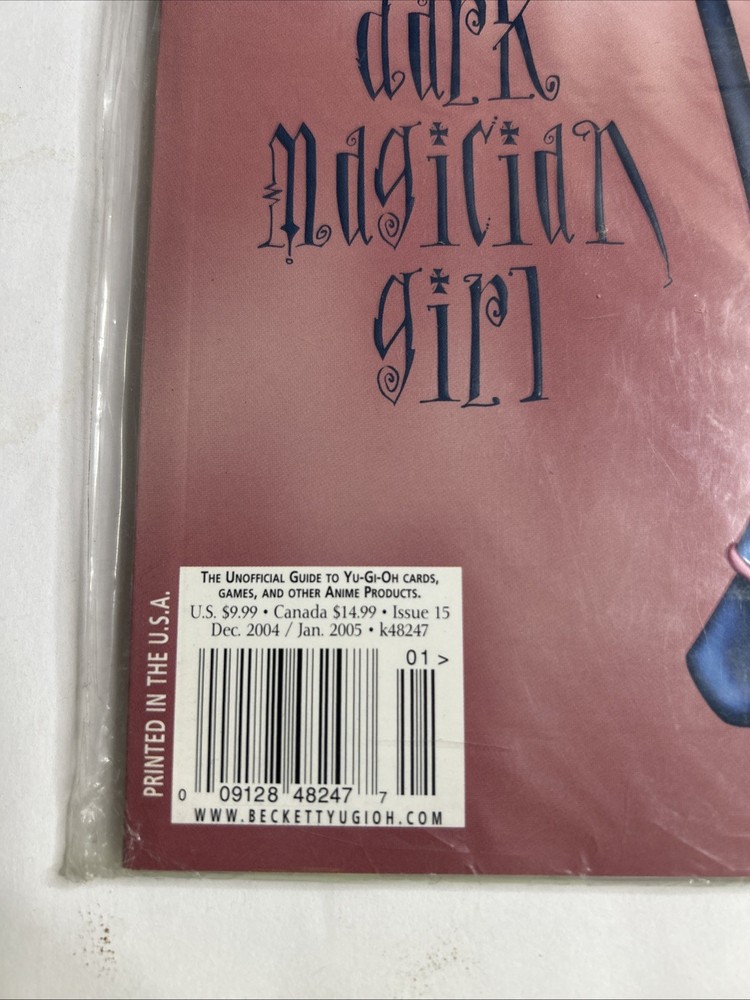 dark
magician
girl
PRINTED IN THE U.S.A.
THE UNOFFICIAL GUIDE TO YU-GI-OH CARDS,
GAMES, AND OTHER ANIME PRODUCTS.
U.S. $9.99 • Canada $14.99 • Issue 15
Dec. 2004 / Jan. 2005 • k48247
01 >
0 09128 48247 7
WWW.BECKETTYUGIOH.COM